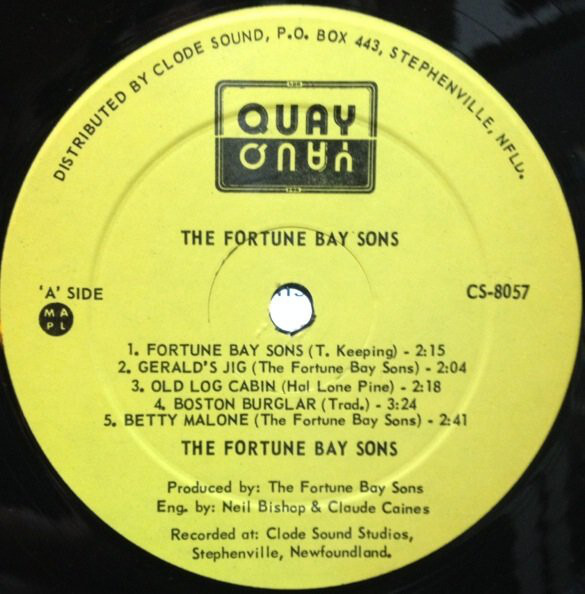 DISTRIBUTED BY CLODE SOUND, P.O. BOX 443, STEPHENVILLE, NFLD.
QUAY
QUAY
THE FORTUNE BAY SONS
'A' SIDE
CS-8057
M A
P L
1. FORTUNE BAY SONS (T. Keeping) - 2:15
2. GERALD'S JIG (The Fortune Bay Sons) - 2:04
3. OLD LOG CABIN (Hal Lone Pine) - 2:18
4. BOSTON BURGLAR (Trad.) - 3:24
5. BETTY MALONE (The Fortune Bay Sons) - 2:41
THE FORTUNE BAY SONS
Produced by: The Fortune Bay Sons
Eng. by: Neil Bishop & Claude Caines
Recorded at: Clode Sound Studios,
Stephenville, Newfoundland.